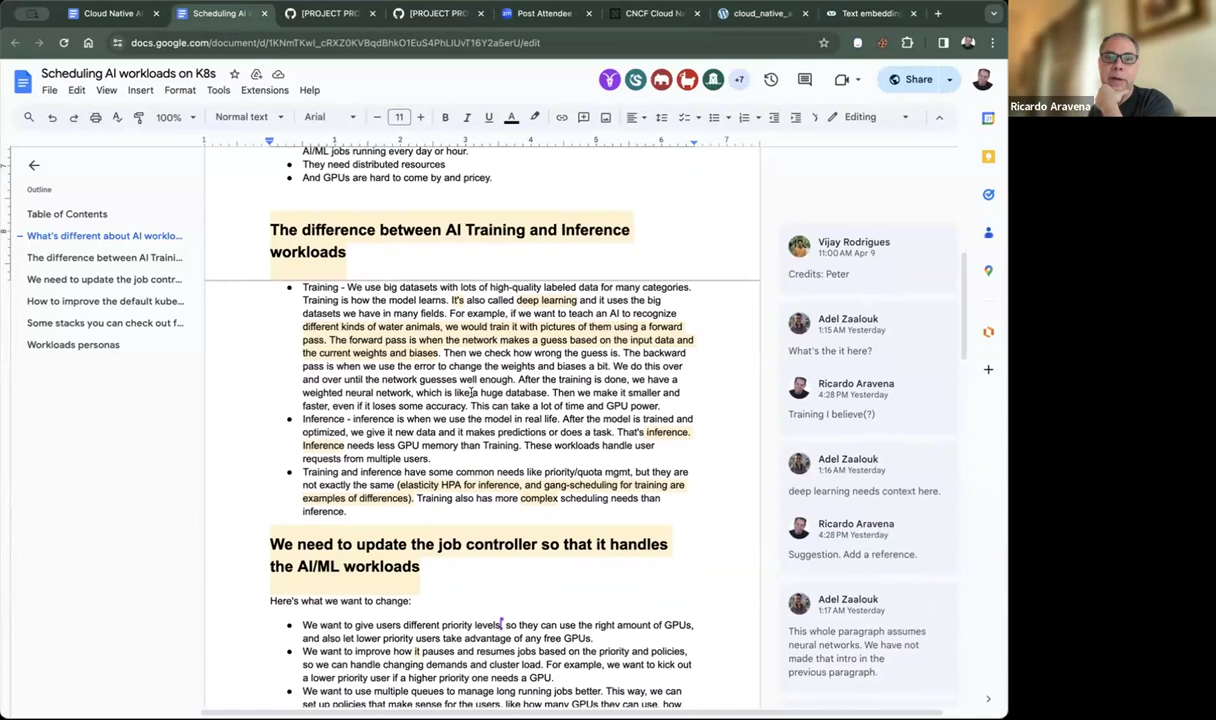 Cloud Native AI
Scheduling AI
[PROJECT PR
[PROJECT PR
Post Attendee
CNCF Cloud N
cloud_native_
Text embedding
docs.google.com/document/d/1KNmTKwl_cRXZ0KVBqdBhkO1EuS4PhLIUvT16Y2a5erU/edit
Scheduling AI workloads on K8s
File Edit View Insert Format Tools Extensions Help
+7
Share
100%
Normal text
Arial
11
Editing
1 1 2 3 4 5 6 7
Outline
Table of Contents
What's different about AI worklo...
The difference between AI Traini...
We need to update the job contr...
How to improve the default kube...
Some stacks you can check out f...
Workloads personas
AI/ML jobs running every day or hour.
● They need distributed resources
● And GPUs are hard to come by and pricey.
The difference between AI Training and Inference
workloads
● Training - We use big datasets with lots of high-quality labeled data for many categories.
Training is how the model learns. It's also called deep learning and it uses the big
datasets we have in many fields. For example, if we want to teach an AI to recognize
different kinds of water animals, we would train it with pictures of them using a forward
pass. The forward pass is when the network makes a guess based on the input data and
the current weights and biases. Then we check how wrong the guess is. The backward
pass is when we use the error to change the weights and biases a bit. We do this over
and over until the network guesses well enough. After the training is done, we have a
weighted neural network, which is like a huge database. Then we make it smaller and
faster, even if it loses some accuracy. This can take a lot of time and GPU power.
● Inference - inference is when we use the model in real life. After the model is trained and
optimized, we give it new data and it makes predictions or does a task. That's inference.
Inference needs less GPU memory than Training. These workloads handle user
requests from multiple users.
● Training and inference have some common needs like priority/quota mgmt, but they are
not exactly the same (elasticity HPA for inference, and gang-scheduling for training are
examples of differences). Training also has more complex scheduling needs than
inference.
We need to update the job controller so that it handles
the AI/ML workloads
Here's what we want to change:
● We want to give users different priority levels, so they can use the right amount of GPUs,
and also let lower priority users take advantage of any free GPUs.
● We want to improve how it pauses and resumes jobs based on the priority and policies,
so we can handle changing demands and cluster load. For example, we want to kick out
a lower priority user if a higher priority one needs a GPU.
● We want to use multiple queues to manage long running jobs better. This way, we can
set up policies that make sense for the users, like how many GPUs they can use, how
Vijay Rodrigues
11:00 AM Apr 9
Credits: Peter
Adel Zaalouk
1:15 AM Yesterday
What's the it here?
Ricardo Aravena
4:28 PM Yesterday
Training I believe(?)
Adel Zaalouk
1:16 AM Yesterday
deep learning needs context here.
Ricardo Aravena
4:28 PM Yesterday
Suggestion. Add a reference.
Adel Zaalouk
1:17 AM Yesterday
This whole paragraph assumes
neural networks. We have not
made that intro in the
previous paragraph.
Ricardo Aravena